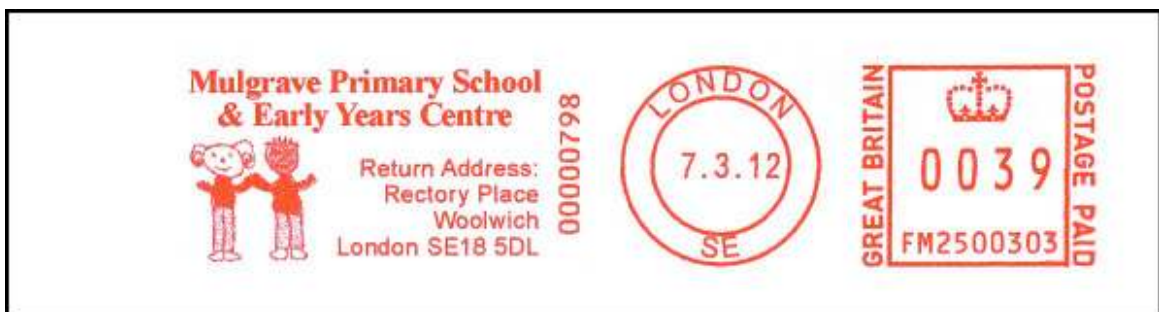 Mulgrave Primary School
& Early Years Centre
Return Address:
Rectory Place
Woolwich
London SE18 5DL
00000798
LONDON
7.3.12
SE
GREAT BRITAIN
0039
FM2500303
POSTAGE PAID